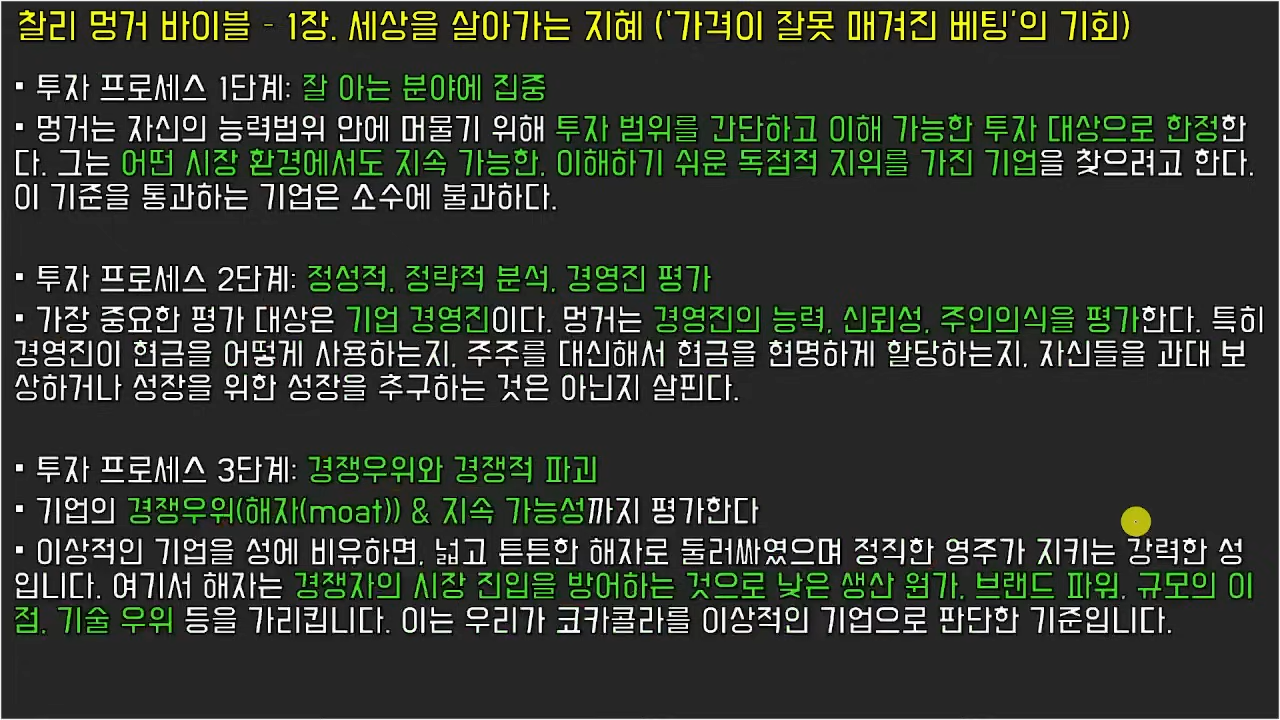 찰리 멍거 바이블 - 1장. 세상을 살아가는 지혜 ('가격이 잘못 매겨진 베팅'의 기회)
▪ 투자 프로세스 1단계: 잘 아는 분야에 집중
▪ 멍거는 자신의 능력범위 안에 머물기 위해 투자 범위를 간단하고 이해 가능한 투자 대상으로 한정한
다. 그는 어떤 시장 환경에서도 지속 가능한, 이해하기 쉬운 독점적 지위를 가진 기업을 찾으려고 한다.
이 기준을 통과하는 기업은 소수에 불과하다.
▪ 투자 프로세스 2단계: 정성적, 정략적 분석, 경영진 평가
▪ 가장 중요한 평가 대상은 기업 경영진이다. 멍거는 경영진의 능력, 신뢰성, 주인의식을 평가한다. 특히
경영진이 현금을 어떻게 사용하는지, 주주를 대신해서 현금을 현명하게 할당하는지, 자신들을 과대 보
상하거나 성장을 위한 성장을 추구하는 것은 아닌지 살핀다.
▪ 투자 프로세스 3단계: 경쟁우위와 경쟁적 파괴
▪ 기업의 경쟁우위(해자(moat)) & 지속 가능성까지 평가한다
▪ 이상적인 기업을 성에 비유하면, 넓고 튼튼한 해자로 둘러싸였으며 정직한 영주가 지키는 강력한 성
입니다. 여기서 해자는 경쟁자의 시장 진입을 방어하는 것으로 낮은 생산 원가, 브랜드 파워, 규모의 이
점, 기술 우위 등을 가리킵니다. 이는 우리가 코카콜라를 이상적인 기업으로 판단한 기준입니다.